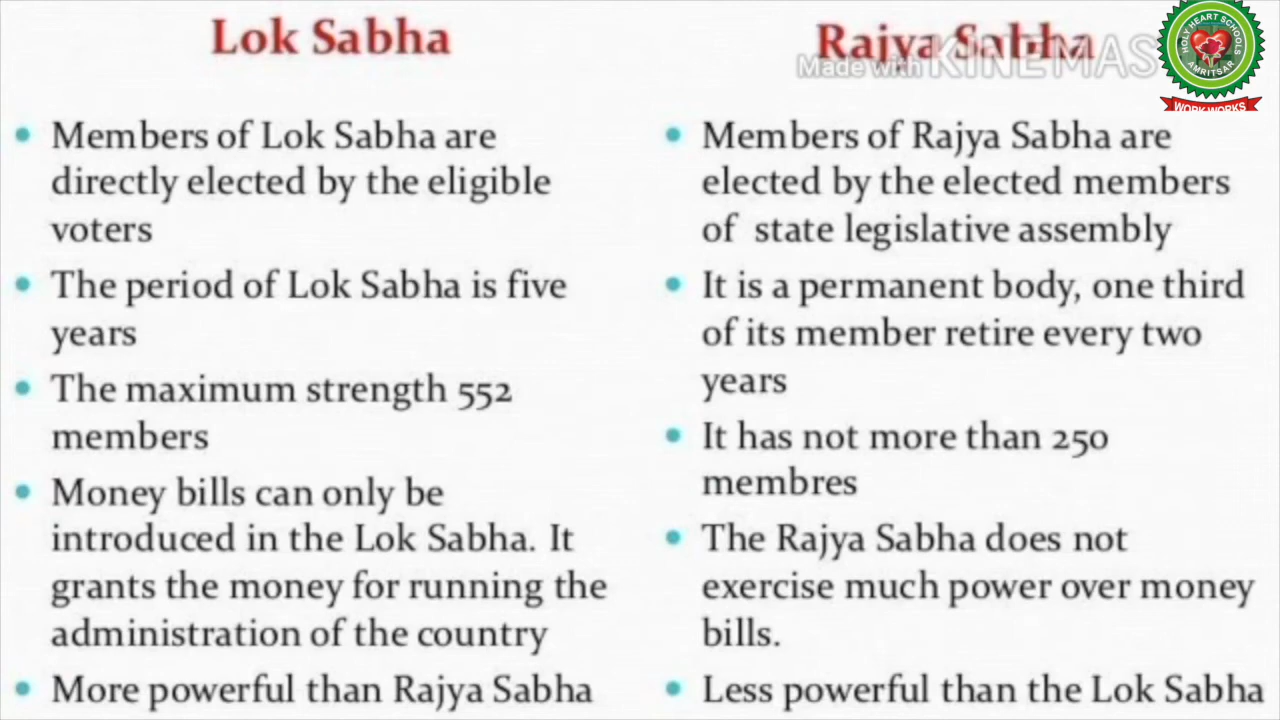 Lok Sabha
Members of Lok Sabha are
directly elected by the eligible
voters
The period of Lok Sabha is five
years
The maximum strength 552
members
Money bills can only be
introduced in the Lok Sabha. It
grants the money for running the
administration of the country
More powerful than Rajya Sabha
Rajya Sabha
Made with KINEMAS
HOLY HEART SCHOOLS
AMRITSAR
WORK WORKS
Members of Rajya Sabha are
elected by the elected members
of state legislative assembly
It is a permanent body, one third
of its member retire every two
years
It has not more than 250
membres
The Rajya Sabha does not
exercise much power over money
bills.
Less powerful than the Lok Sabha